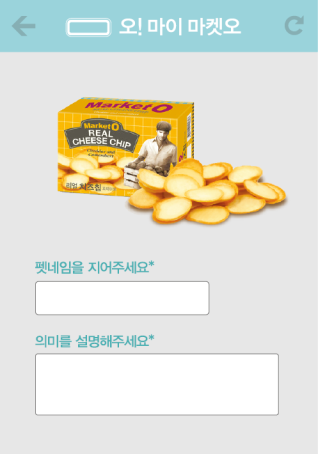 오! 마이 마켓오
Market O
REAL
CHEESE CHIP
리얼 치즈칩
펫네임을 지어주세요*
의미를 설명해주세요*